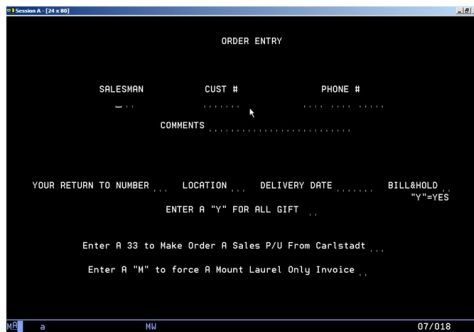 Session A - [24 x 80]
ORDER ENTRY
SALESMAN CUST # PHONE #
COMMENTS
YOUR RETURN TO NUMBER LOCATION DELIVERY DATE BILL&HOLD
"Y"=YES
ENTER A "Y" FOR ALL GIFT
Enter A 33 to Make Order A Sales P/U From Carlstadt
Enter A "M" to force A Mount Laurel Only Invoice
MA a MW 07/018